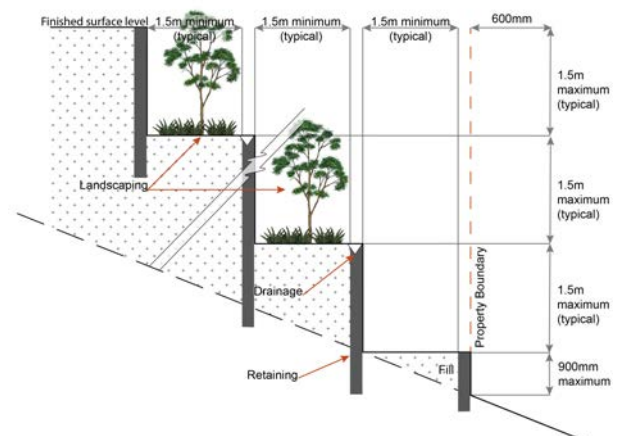 Finished surface level
1.5m minimum
(typical)
1.5m minimum
(typical)
1.5m minimum
(typical)
600mm
1.5m
maximum
(typical)
Landscaping
1.5m
maximum
(typical)
Drainage
Property Boundary
1.5m
maximum
(typical)
Retaining
Fill
900mm
maximum